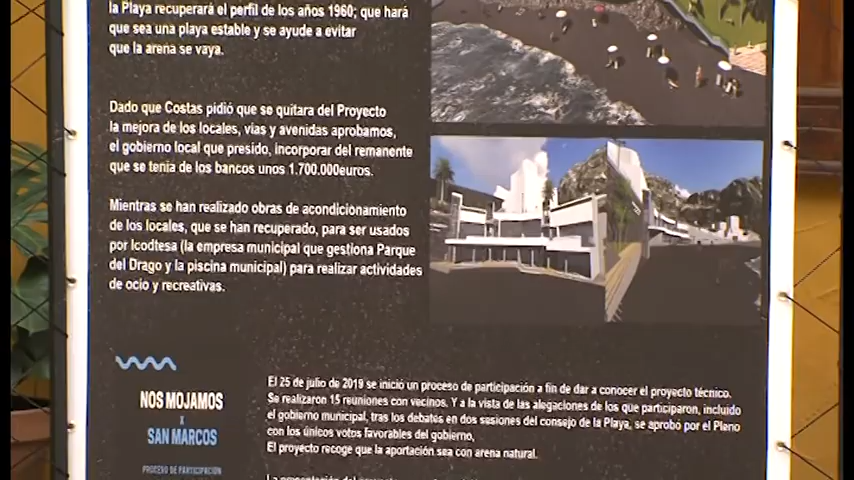 la Playa recuperará el perfil de los años 1960; que hará
que sea una playa estable y se ayude a evitar
que la arena se vaya.
Dado que Costas pidió que se quitara del Proyecto
la mejora de los locales, vías y avenidas aprobamos,
el gobierno local que presido, incorporar del remanente
que se tenia de los bancos unos 1.700.000euros.
Mientras se han realizado obras de acondicionamiento
de los locales, que se han recuperado, para ser usados
por Icodtesa (la empresa municipal que gestiona Parque
del Drago y la piscina municipal) para realizar actividades
de ocio y recreativas.
NOS MOJAMOS
X
SAN MARCOS
PROCESO DE PARTICIPACIÓN
El 25 de julio de 2019 se inició un proceso de participación a fin de dar a conocer el proyecto técnico.
Se realizaron 15 reuniones con vecinos. Y a la vista de las alegaciones de los que participaron, incluido
el gobierno municipal, tras los debates en dos sesiones del consejo de la Playa, se aprobó por el Pleno
con los únicos votos favorables del gobierno,
El proyecto recoge que la aportación sea con arena natural.
La presentación del